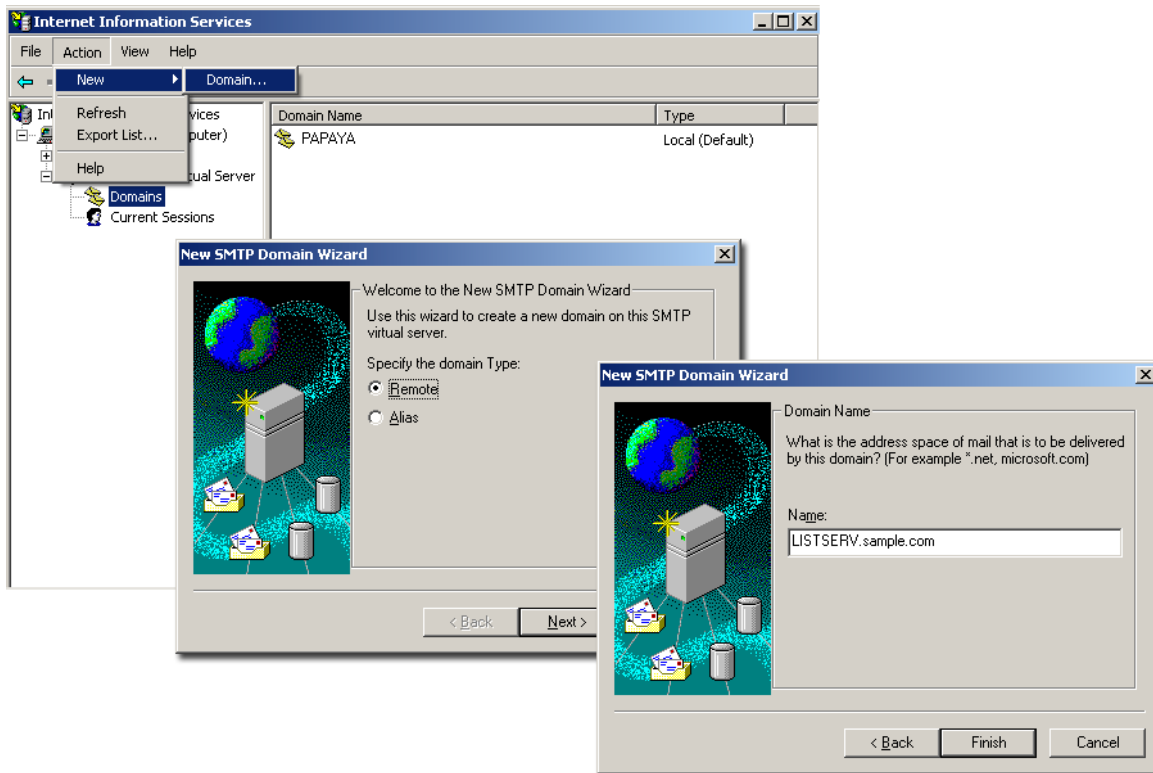 Internet Information Services
File Action View Help
New Domain...
Refresh
Export List...
Help
Int
vices
puter)
tual Server
Domains
Current Sessions
Domain Name Type
PAPAYA Local (Default)
New SMTP Domain Wizard
Welcome to the New SMTP Domain Wizard
Use this wizard to create a new domain on this SMTP
virtual server.
Specify the domain Type:
Remote
Alias
< Back Next >
New SMTP Domain Wizard
Domain Name
What is the address space of mail that is to be delivered
by this domain? (For example *.net, microsoft.com)
Name:
LISTSERV.sample.com
< Back Finish Cancel